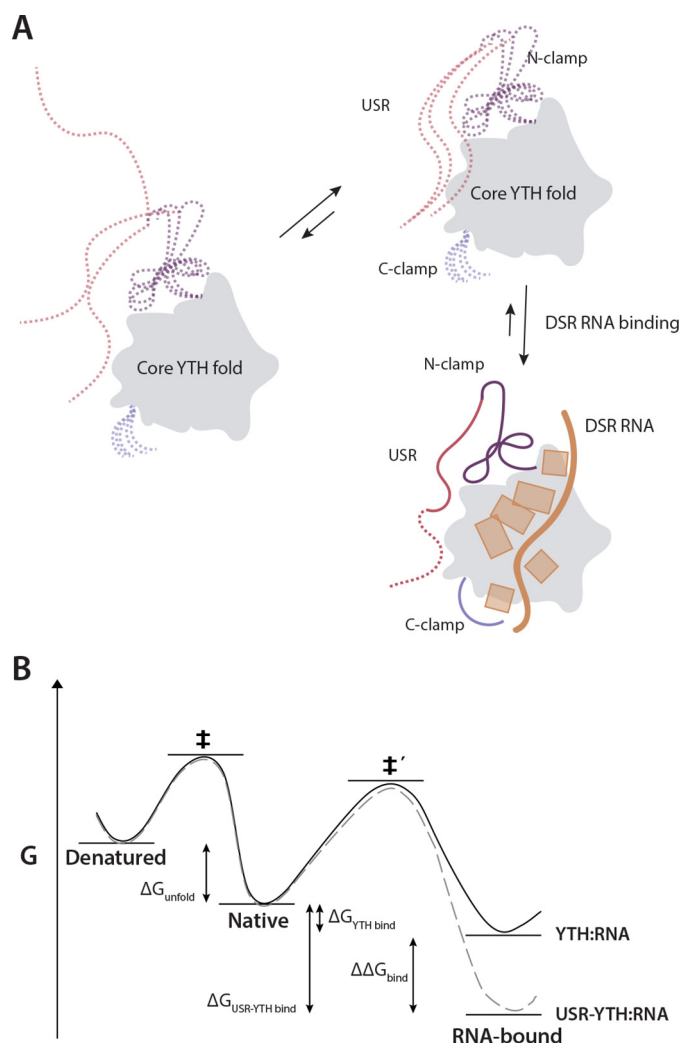 A
N-clamp
USR
Core YTH fold
C-clamp
Core YTH fold
DSR RNA binding
N-clamp
DSR RNA
USR
C-clamp
B
‡
‡′
G
Denatured
ΔGunfold
Native
ΔGYTH bind
YTH:RNA
ΔΔGbind
ΔGUSR-YTH bind
USR-YTH:RNA
RNA-bound